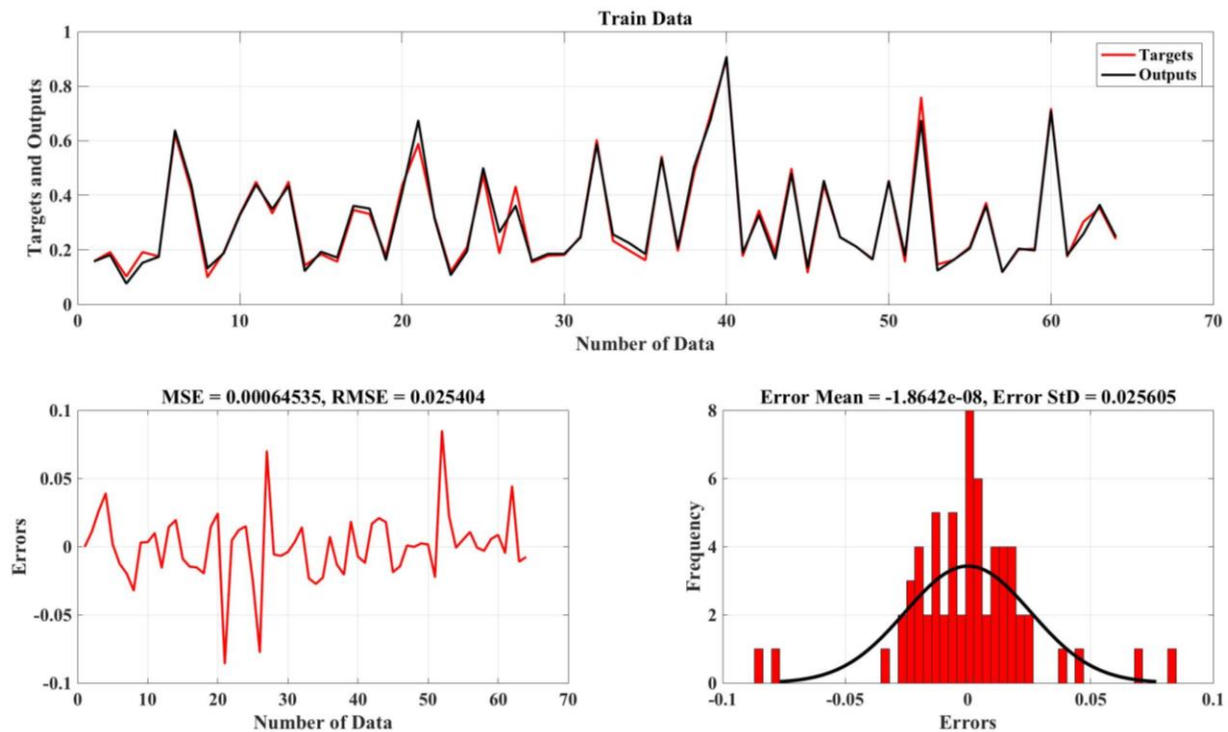 Train Data
1
0.8
0.6
0.4
0.2
0
Targets and Outputs
Targets
Outputs
0 10 20 30 40 50 60 70
Number of Data
MSE = 0.00064535, RMSE = 0.025404
0.1
0.05
0
-0.05
-0.1
Errors
0 10 20 30 40 50 60 70
Number of Data
Error Mean = -1.8642e-08, Error StD = 0.025605
8
6
4
2
0
Frequency
-0.1 -0.05 0 0.05 0.1
Errors